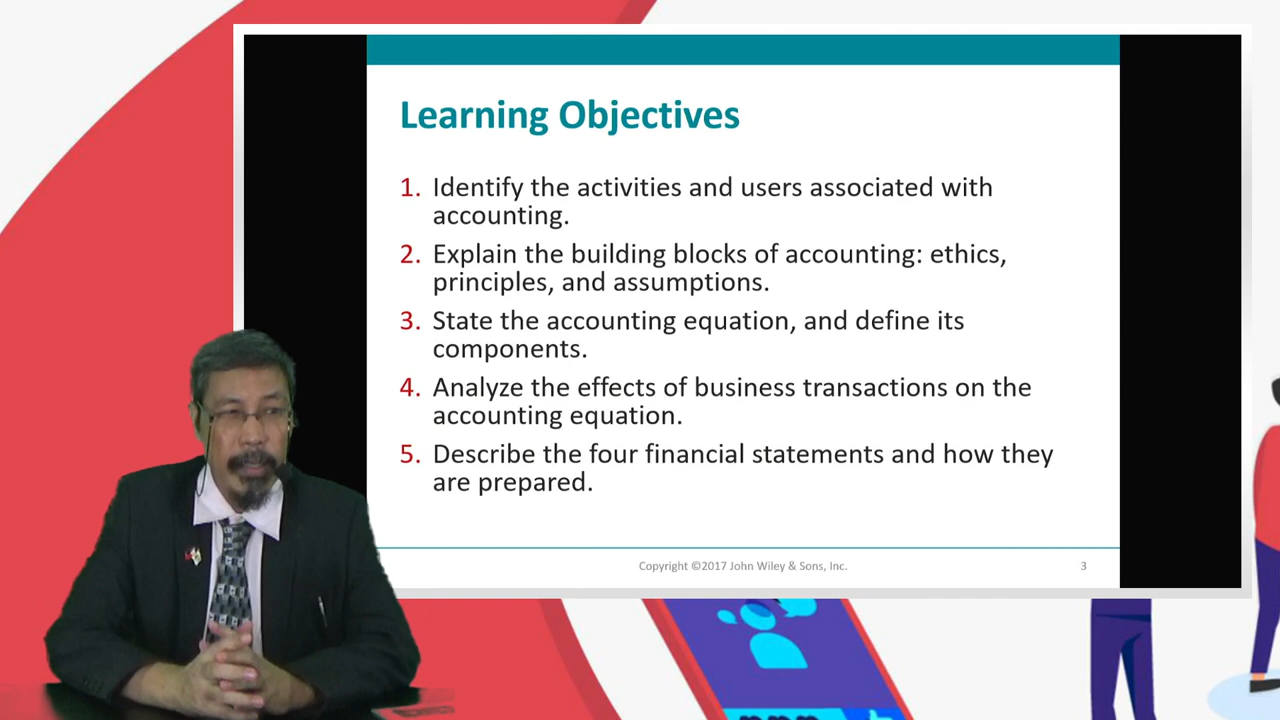 Learning Objectives
1. Identify the activities and users associated with
accounting.
2. Explain the building blocks of accounting: ethics,
principles, and assumptions.
3. State the accounting equation, and define its
components.
4. Analyze the effects of business transactions on the
accounting equation.
5. Describe the four financial statements and how they
are prepared.
Copyright ©2017 John Wiley & Sons, Inc.
3